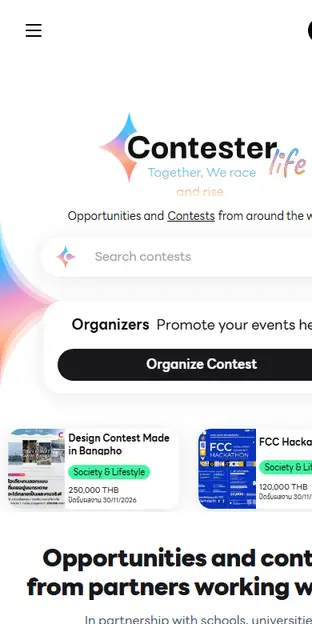 Contester
life
Together, We race
and rise
Opportunities and Contests from around the w
Search contests
Organizers Promote your events he
Organize Contest
Design Contest Made
in Bangpho
Society & Lifestyle
250,000 THB
ปิดรับผลงาน 30/11/2026
FCC
HACKATHON
FCC Hacka
Society & Lif
120,000 THB
ปิดรับผลงาน 30/11/
Opportunities and cont
from partners working w
In partnership with schools, universitie